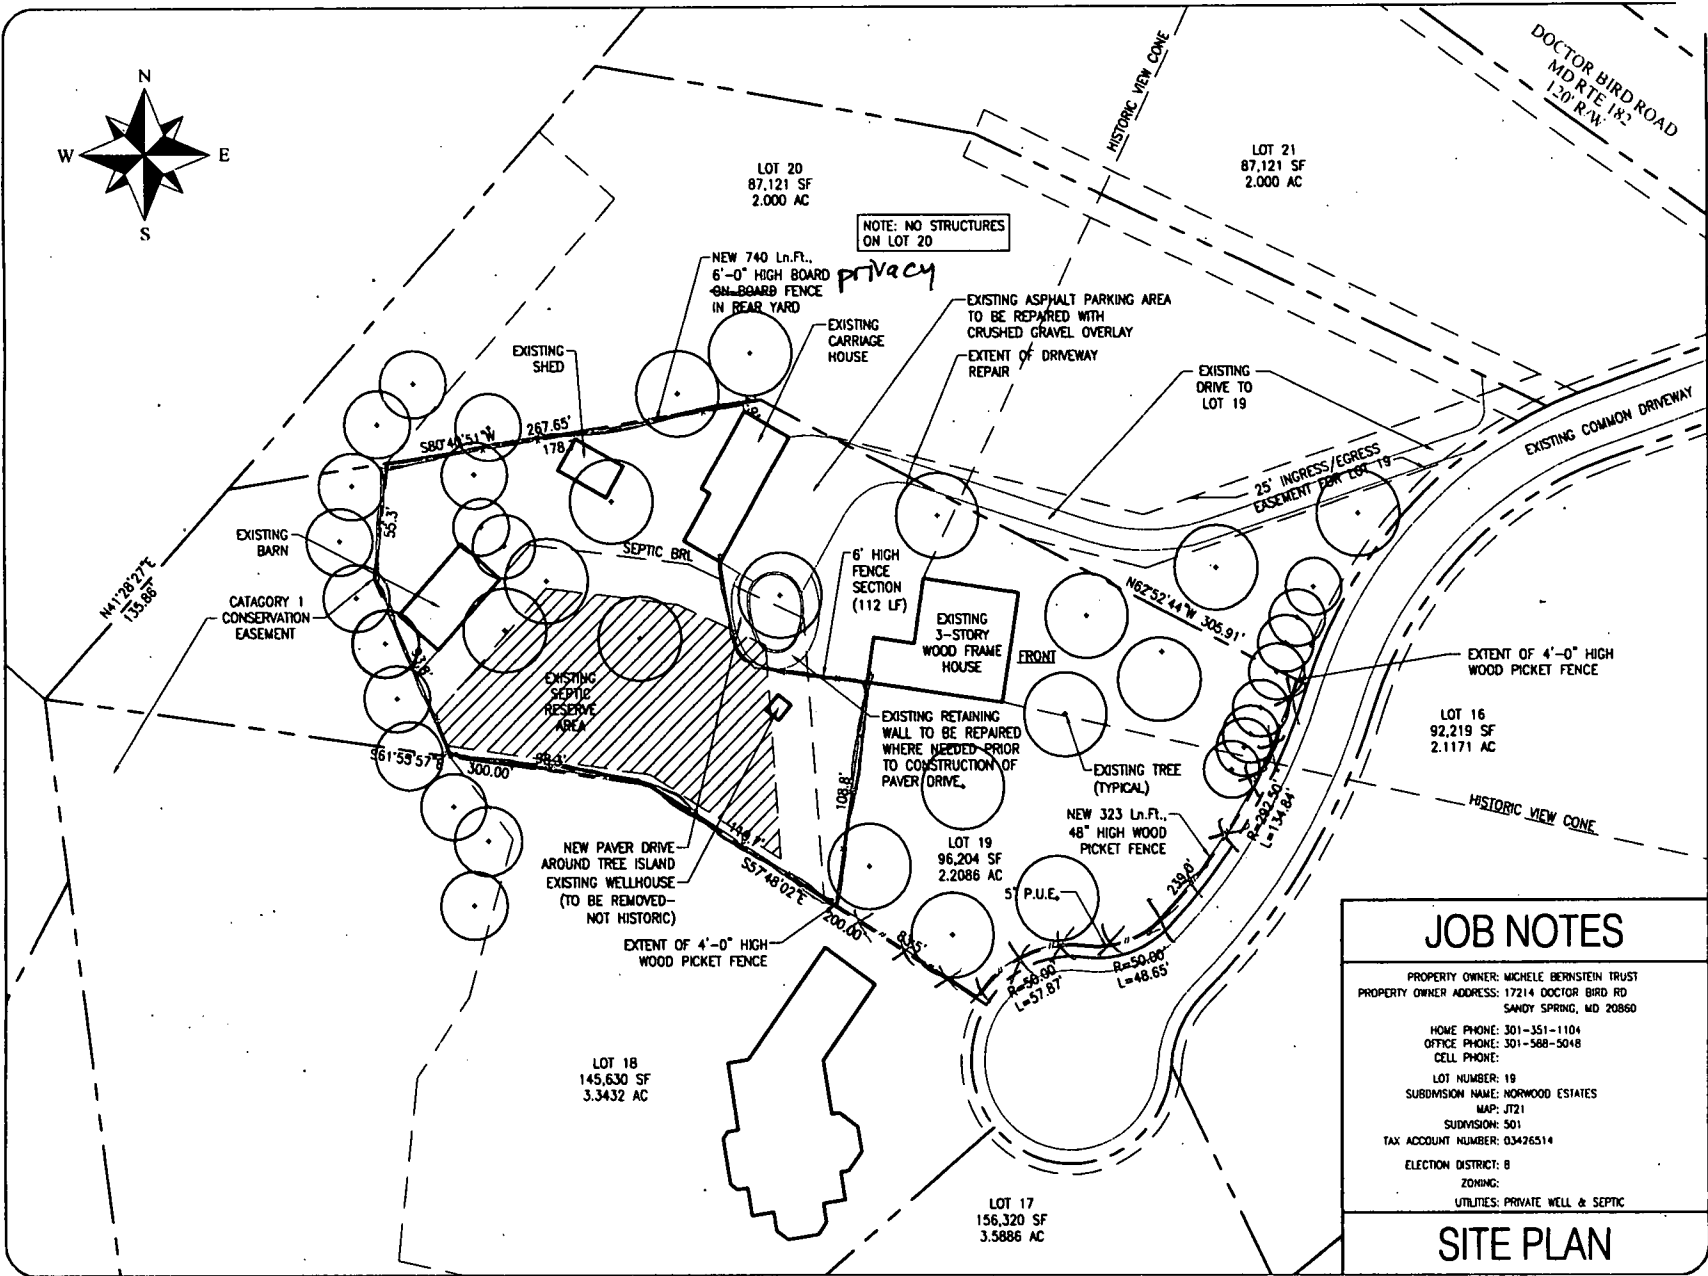 N
W
E
S
DOCTOR BIRD ROAD
MD RTE 182
120' R/W
HISTORIC VIEW CONE
LOT 20
87,121 SF
2.000 AC
LOT 21
87,121 SF
2.000 AC
NOTE: NO STRUCTURES
ON LOT 20
NEW 740 Ln.Ft.,
6'-0" HIGH BOARD
ON-BOARD FENCE
IN REAR YARD
privacy
EXISTING
CARRIAGE
HOUSE
EXISTING ASPHALT PARKING AREA
TO BE REPAIRED WITH
CRUSHED GRAVEL OVERLAY
EXTENT OF DRIVEWAY
REPAIR
EXISTING
SHED
EXISTING
DRIVE TO
LOT 19
EXISTING COMMON DRIVEWAY
S80°40'51"W
267.65'
25' INGRESS/EGRESS
EASEMENT FOR LOT 19
55.3'
EXISTING
BARN
SEPTIC BRL
6' HIGH
FENCE
SECTION
(112 LF)
N41°28'27"E
135.86'
CATAGORY 1
CONSERVATION
EASEMENT
N62°52'44"W 305.91'
EXISTING
3-STORY
WOOD FRAME
HOUSE
FRONT
EXTENT OF 4'-0" HIGH
WOOD PICKET FENCE
EXISTING
SEPTIC
RESERVE
AREA
LOT 16
92,219 SF
2.1171 AC
EXISTING RETAINING
WALL TO BE REPAIRED
WHERE NEEDED PRIOR
TO CONSTRUCTION OF
PAVER DRIVE.
S61°55'57"E
300.00'
EXISTING TREE
(TYPICAL)
108.8'
HISTORIC VIEW CONE
R=292.50'
L=134.84'
NEW 323 Ln.Ft.,
48" HIGH WOOD
PICKET FENCE
NEW PAVER DRIVE
AROUND TREE ISLAND
EXISTING WELLHOUSE
(TO BE REMOVED-
NOT HISTORIC)
S57°48'02"E
200.00'
LOT 19
96,204 SF
2.2086 AC
5' P.U.E.
83.5'
EXTENT OF 4'-0" HIGH
WOOD PICKET FENCE
R=50.00'
L=57.87'
R=50.00'
L=48.65'
LOT 18
145,630 SF
3.3432 AC
LOT 17
156,320 SF
3.5886 AC
JOB NOTES
PROPERTY OWNER: MICHELE BERNSTEIN TRUST
PROPERTY OWNER ADDRESS: 17214 DOCTOR BIRD RD
SANDY SPRING, MD 20860
HOME PHONE: 301-351-1104
OFFICE PHONE: 301-588-5048
CELL PHONE:
LOT NUMBER: 19
SUBDIVISION NAME: NORWOOD ESTATES
MAP: JT21
SUDIVISION: 501
TAX ACCOUNT NUMBER: 03426514
ELECTION DISTRICT: 8
ZONING:
UTILITIES: PRIVATE WELL & SEPTIC
SITE PLAN